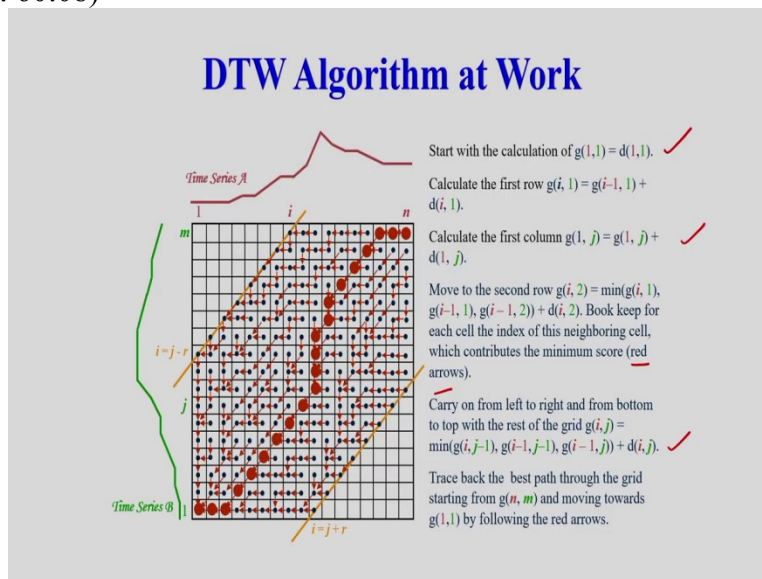 DTW Algorithm at Work
Time Series A
1
i
n
m
i = j - r
j
Time Series B
1
i = j + r
Start with the calculation of g(1,1) = d(1,1).
Calculate the first row g(i, 1) = g(i–1, 1) +
d(i, 1).
Calculate the first column g(1, j) = g(1, j) +
d(1, j).
Move to the second row g(i, 2) = min(g(i, 1),
g(i–1, 1), g(i – 1, 2)) + d(i, 2). Book keep for
each cell the index of this neighboring cell,
which contributes the minimum score (red
arrows).
Carry on from left to right and from bottom
to top with the rest of the grid g(i,j) =
min(g(i,j–1), g(i–1,j–1), g(i – 1, j)) + d(i, j).
Trace back the best path through the grid
starting from g(n, m) and moving towards
g(1,1) by following the red arrows.